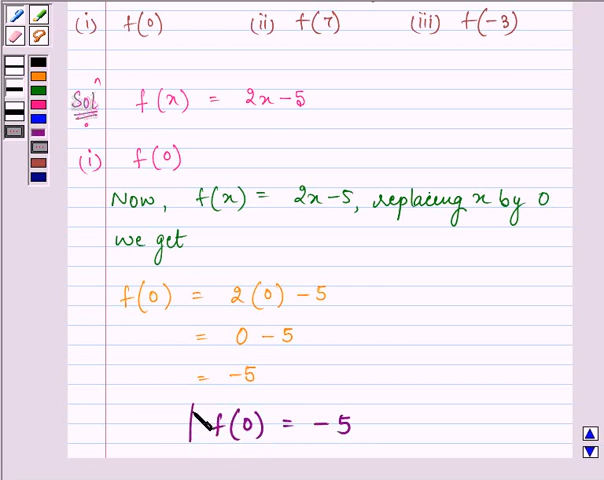 (i) f(0) (ii) f(7) (iii) f(-3)
Solⁿ f(x) = 2x-5
(i) f(0)
Now, f(x) = 2x-5, replacing x by 0
we get
f(0) = 2(0) -5
= 0 - 5
= -5
f(0) = -5